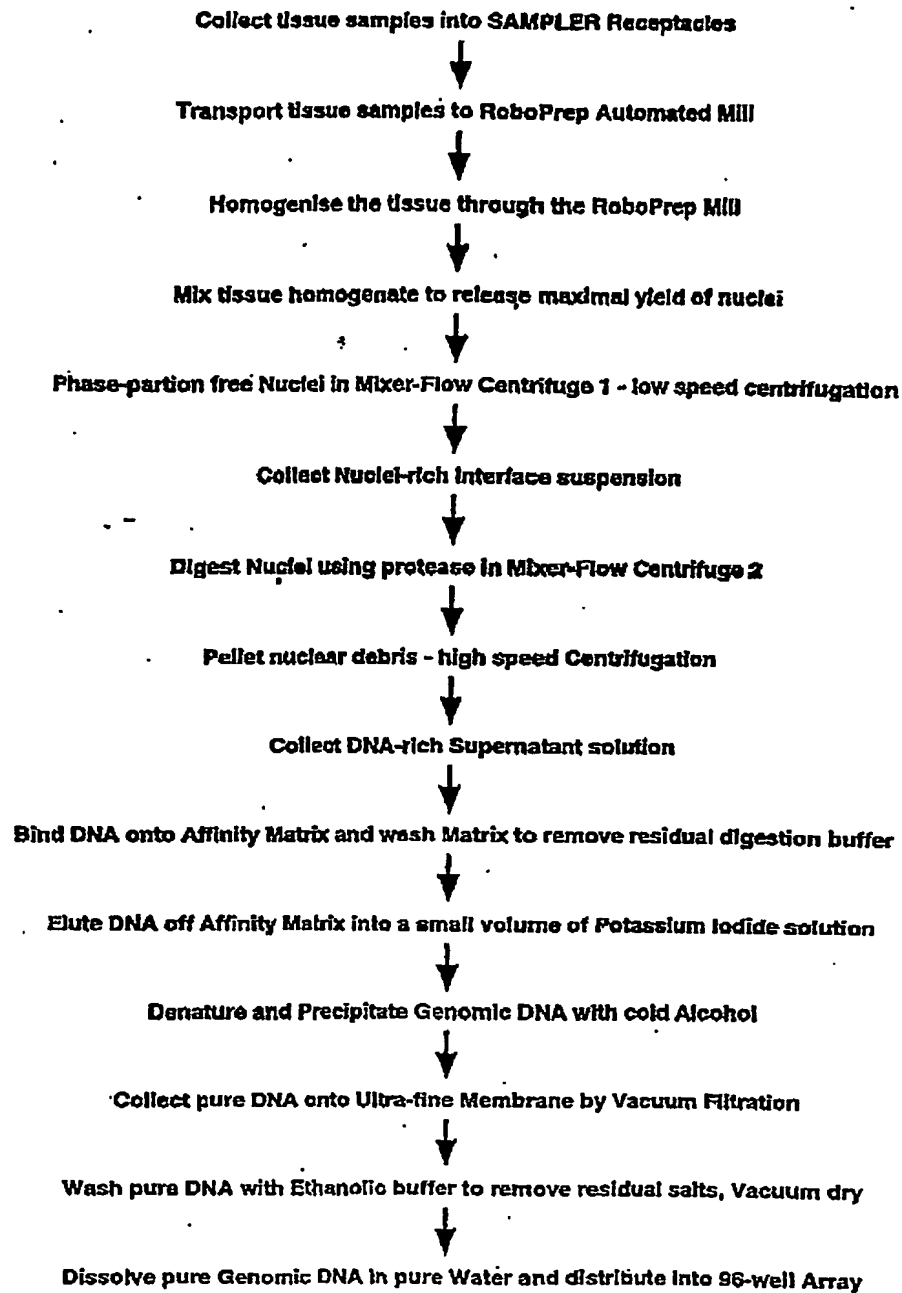 Collect tissue samples into SAMPLER Receptacles
Transport tissue samples to RoboPrep Automated Mill
Homogenise the tissue through the RoboPrep Mill
Mix tissue homogenate to release maximal yield of nuclei
Phase-partion free Nuclei in Mixer-Flow Centrifuge 1 - low speed centrifugation
Collect Nuclei-rich interface suspension
Digest Nuclei using protease in Mixer-Flow Centrifuge 2
Pellet nuclear debris - high speed Centrifugation
Collect DNA-rich Supernatant solution
Bind DNA onto Affinity Matrix and wash Matrix to remove residual digestion buffer
Elute DNA off Affinity Matrix into a small volume of Potassium Iodide solution
Denature and Precipitate Genomic DNA with cold Alcohol
Collect pure DNA onto Ultra-fine Membrane by Vacuum Filtration
Wash pure DNA with Ethanolic buffer to remove residual salts, Vacuum dry
Dissolve pure Genomic DNA in pure Water and distribute into 96-well Array